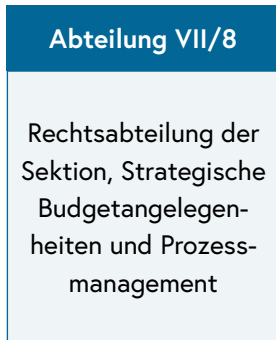 Abteilung VII/8
Rechtsabteilung der
Sektion, Strategische
Budgetangelegen-
heiten und Prozess-
management